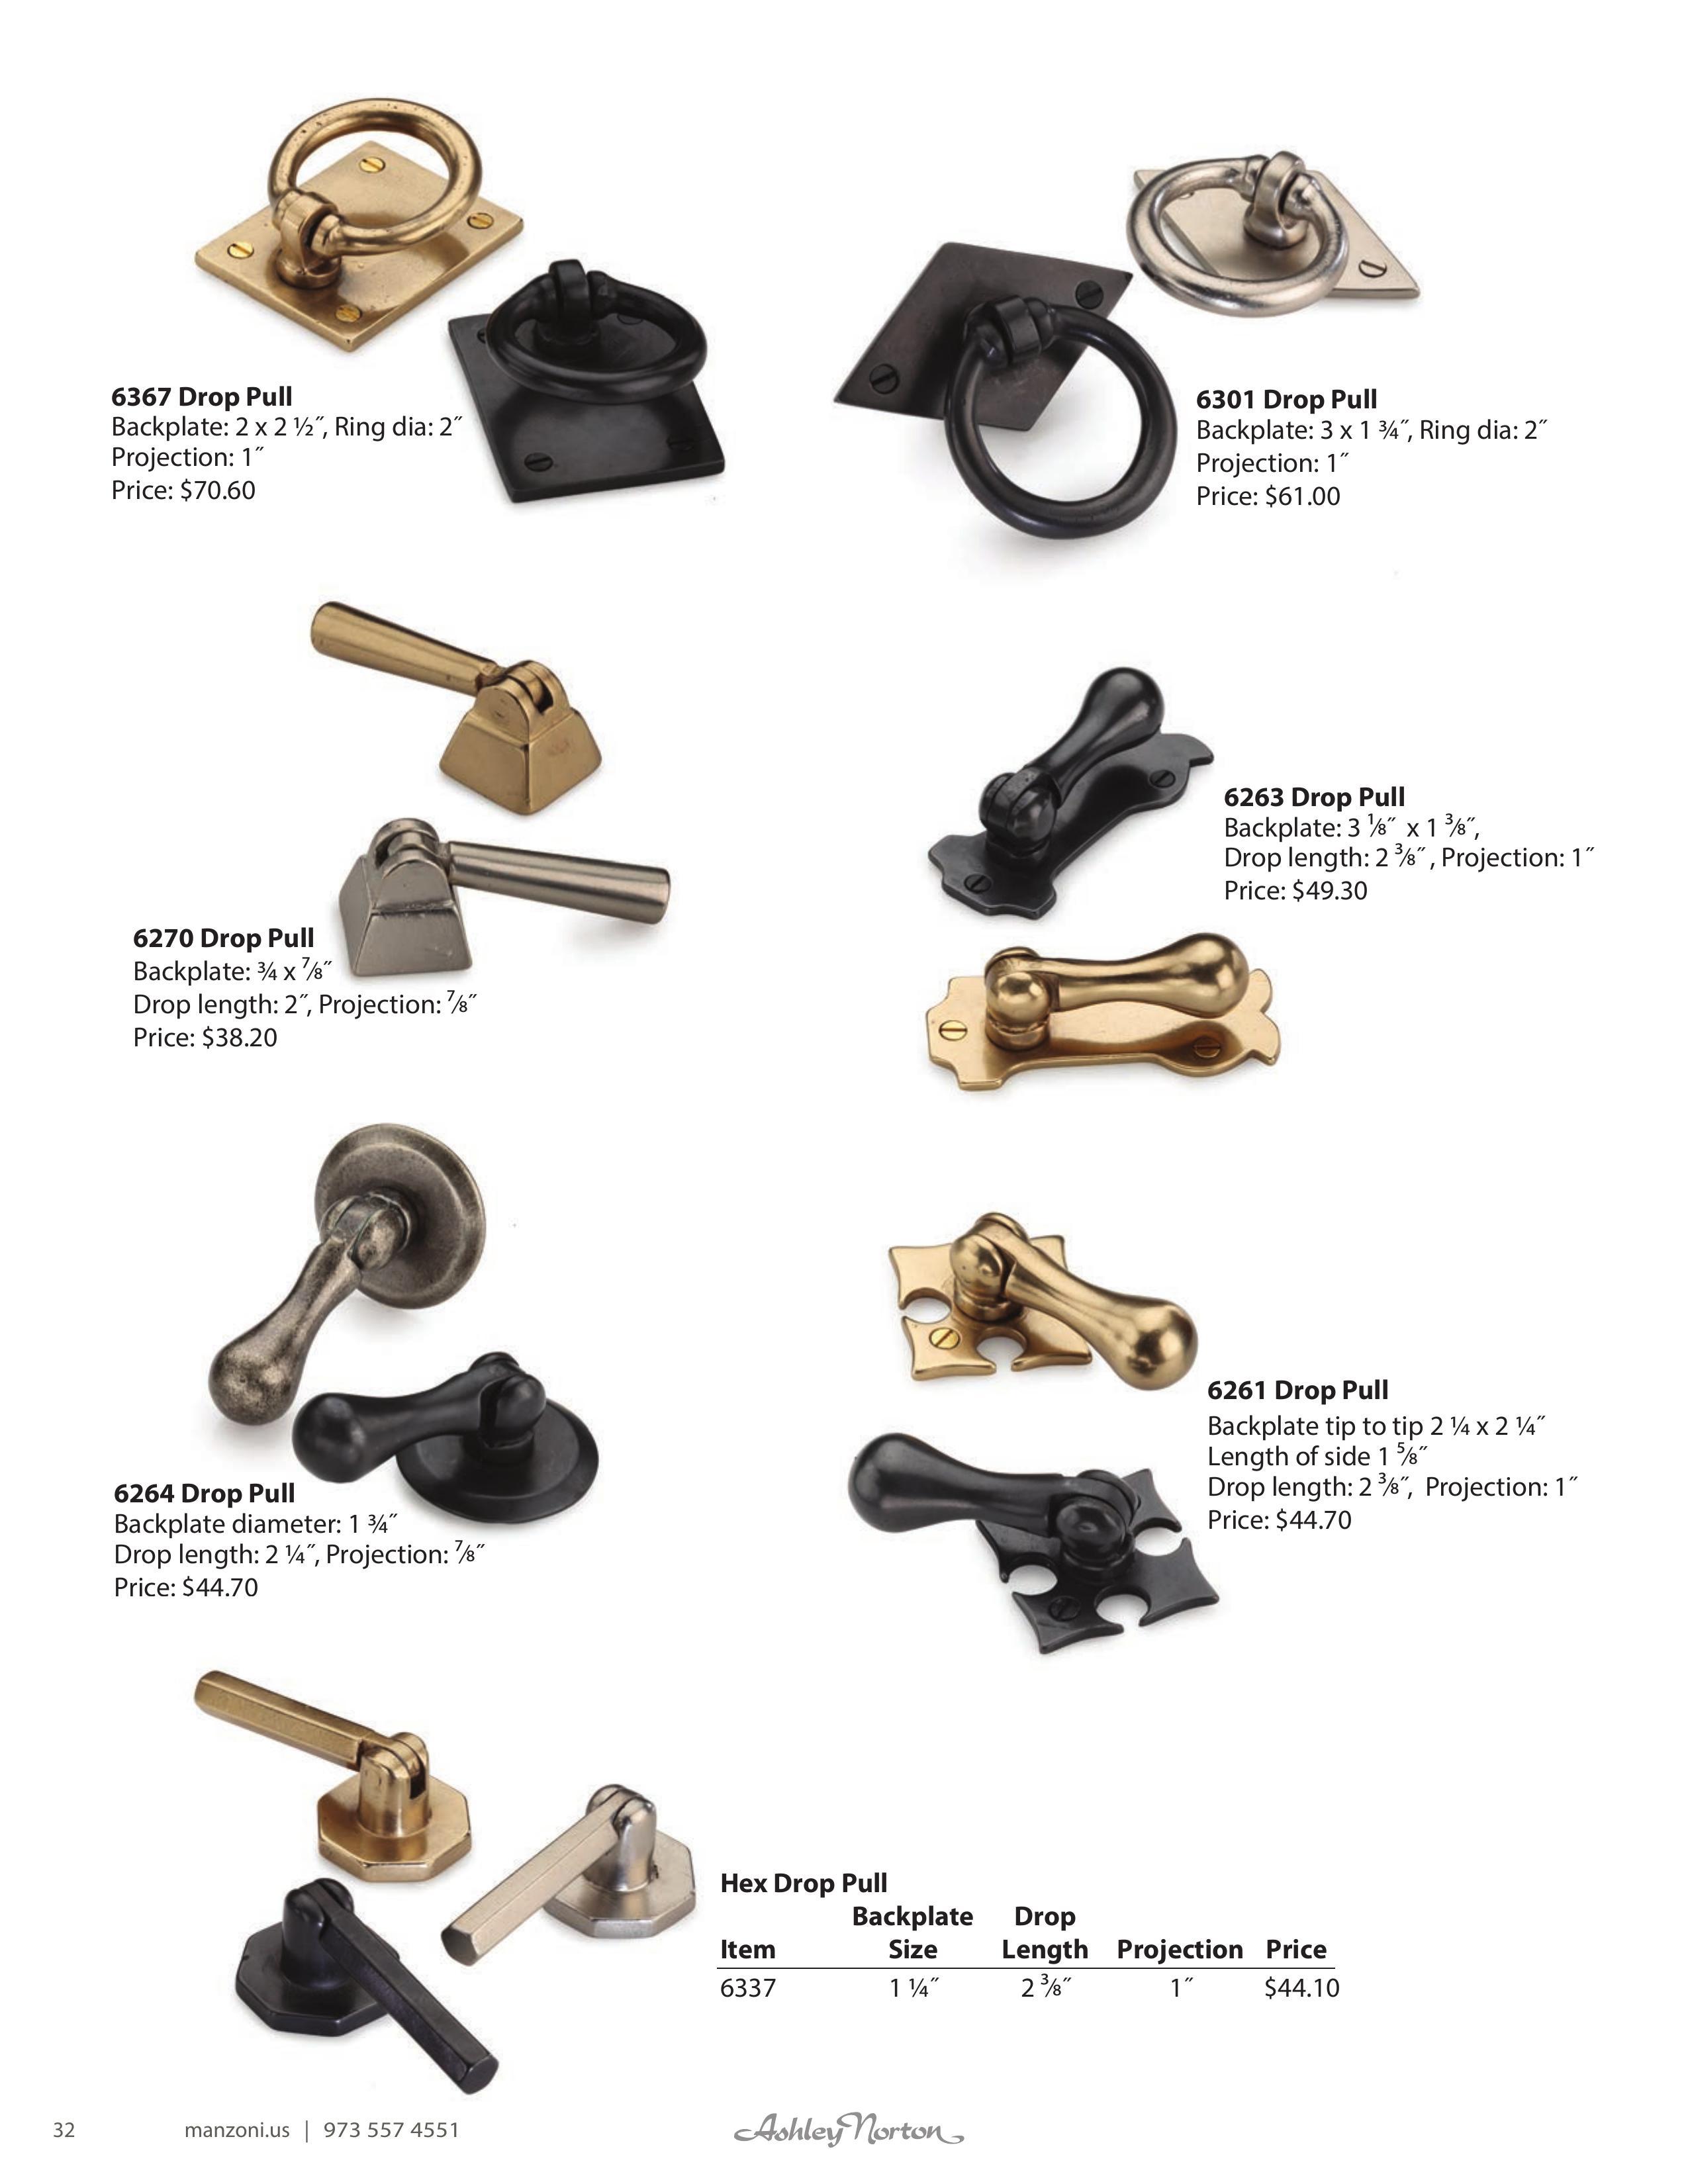 6367 Drop Pull
Backplate: 2 x 2 ½″, Ring dia: 2″
Projection: 1″
Price: $70.60
6301 Drop Pull
Backplate: 3 x 1 ¾″, Ring dia: 2″
Projection: 1″
Price: $61.00
6270 Drop Pull
Backplate: ¾ x ⅞″
Drop length: 2″, Projection: ⅞″
Price: $38.20
6263 Drop Pull
Backplate: 3 ⅛″ x 1 ⅜″,
Drop length: 2 ⅜″ , Projection: 1″
Price: $49.30
6264 Drop Pull
Backplate diameter: 1 ¾″
Drop length: 2 ¼″, Projection: ⅞″
Price: $44.70
6261 Drop Pull
Backplate tip to tip 2 ¼ x 2 ¼″
Length of side 1 ⅝″
Drop length: 2 ⅜″, Projection: 1″
Price: $44.70
Hex Drop Pull
Backplate Drop
Item Size Length Projection Price
6337 1 ¼″ 2 ⅜″ 1″ $44.10
32 manzoni.us | 973 557 4551 Ashley Norton